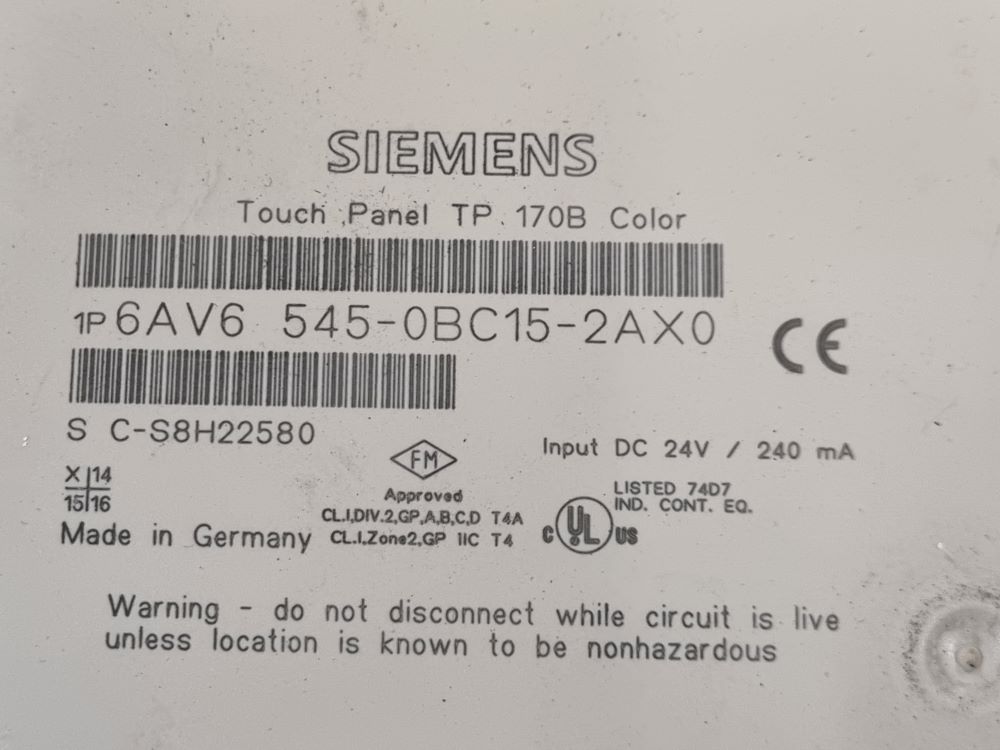 SIEMENS
Touch Panel TP 170B Color
1P 6AV6 545-0BC15-2AX0
CE
S C-S8H22580
X 14
15 16
FM
Approved
CL.I,DIV.2,GP,A,B,C,D T4A
CL.I,Zone2,GP IIC T4
Input DC 24V / 240 mA
LISTED 74D7
IND. CONT. EQ.
C UL US
Made in Germany
Warning - do not disconnect while circuit is live
unless location is known to be nonhazardous